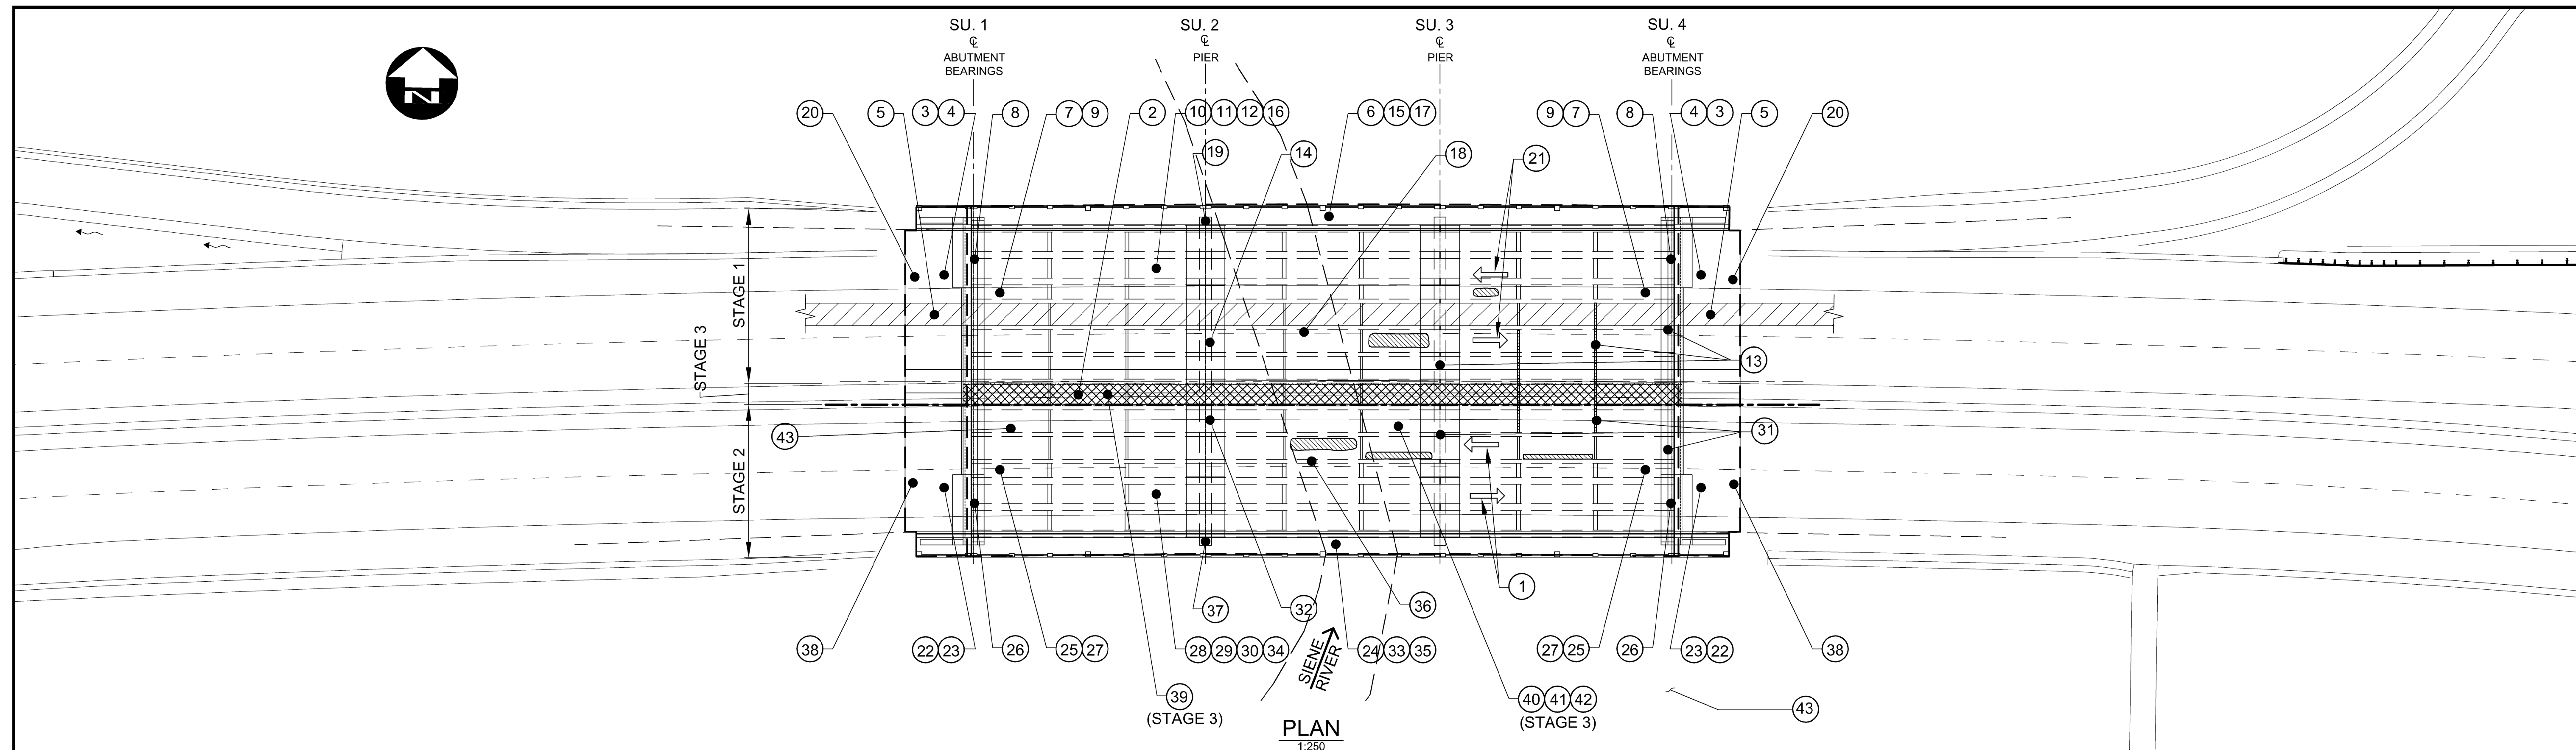 SU. 1 SU. 2 SU. 3 SU. 4
℄ ℄ ℄ ℄
ABUTMENT PIER PIER ABUTMENT
BEARINGS BEARINGS
N
20 5 3 4 8 7 9 2 10 11 12 16 6 15 17 9 7 8 4 3 5 20
19 14 18 21
STAGE 1
STAGE 3
13
43 31
STAGE 2
1
37 32 36
38 22 23 26 25 27 28 29 30 34 24 33 35 27 25 26 23 22 38
SIENE
RIVER
39 40 41 42 43
(STAGE 3) (STAGE 3)
PLAN
1:250